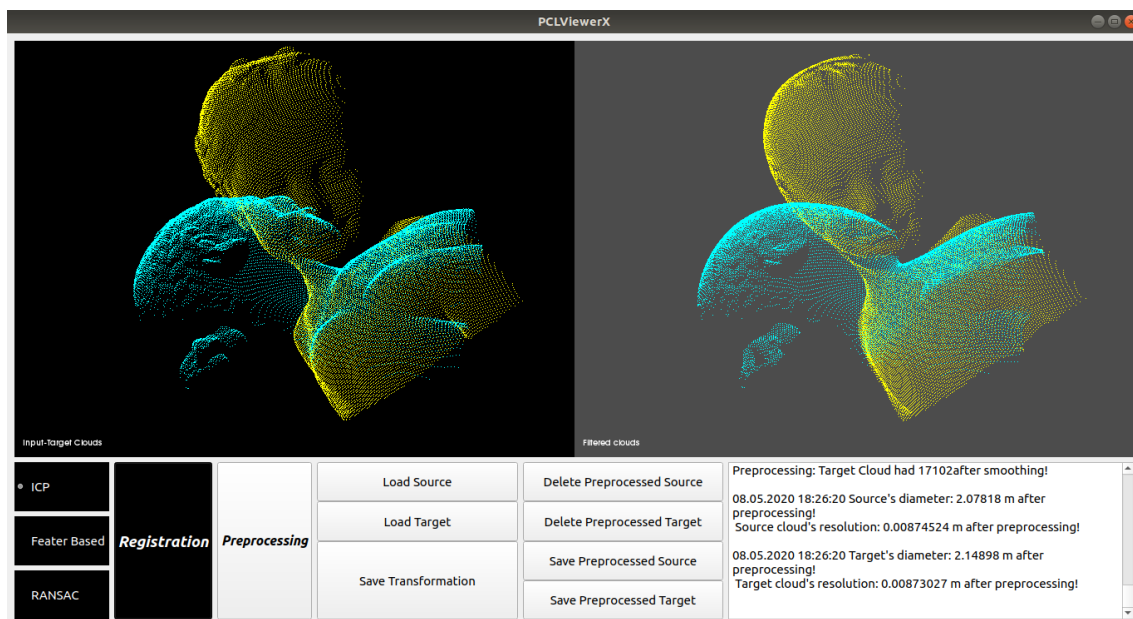 PCLViewerX
Input-Target Clouds
Filtered clouds
ICP
Feater Based
RANSAC
Registration
Preprocessing
Load Source
Load Target
Save Transformation
Delete Preprocessed Source
Delete Preprocessed Target
Save Preprocessed Source
Save Preprocessed Target
Preprocessing: Target Cloud had 17102after smoothing!
08.05.2020 18:26:20 Source's diameter: 2.07818 m after
preprocessing!
Source cloud's resolution: 0.00874524 m after preprocessing!
08.05.2020 18:26:20 Target's diameter: 2.14898 m after
preprocessing!
Target cloud's resolution: 0.00873027 m after preprocessing!